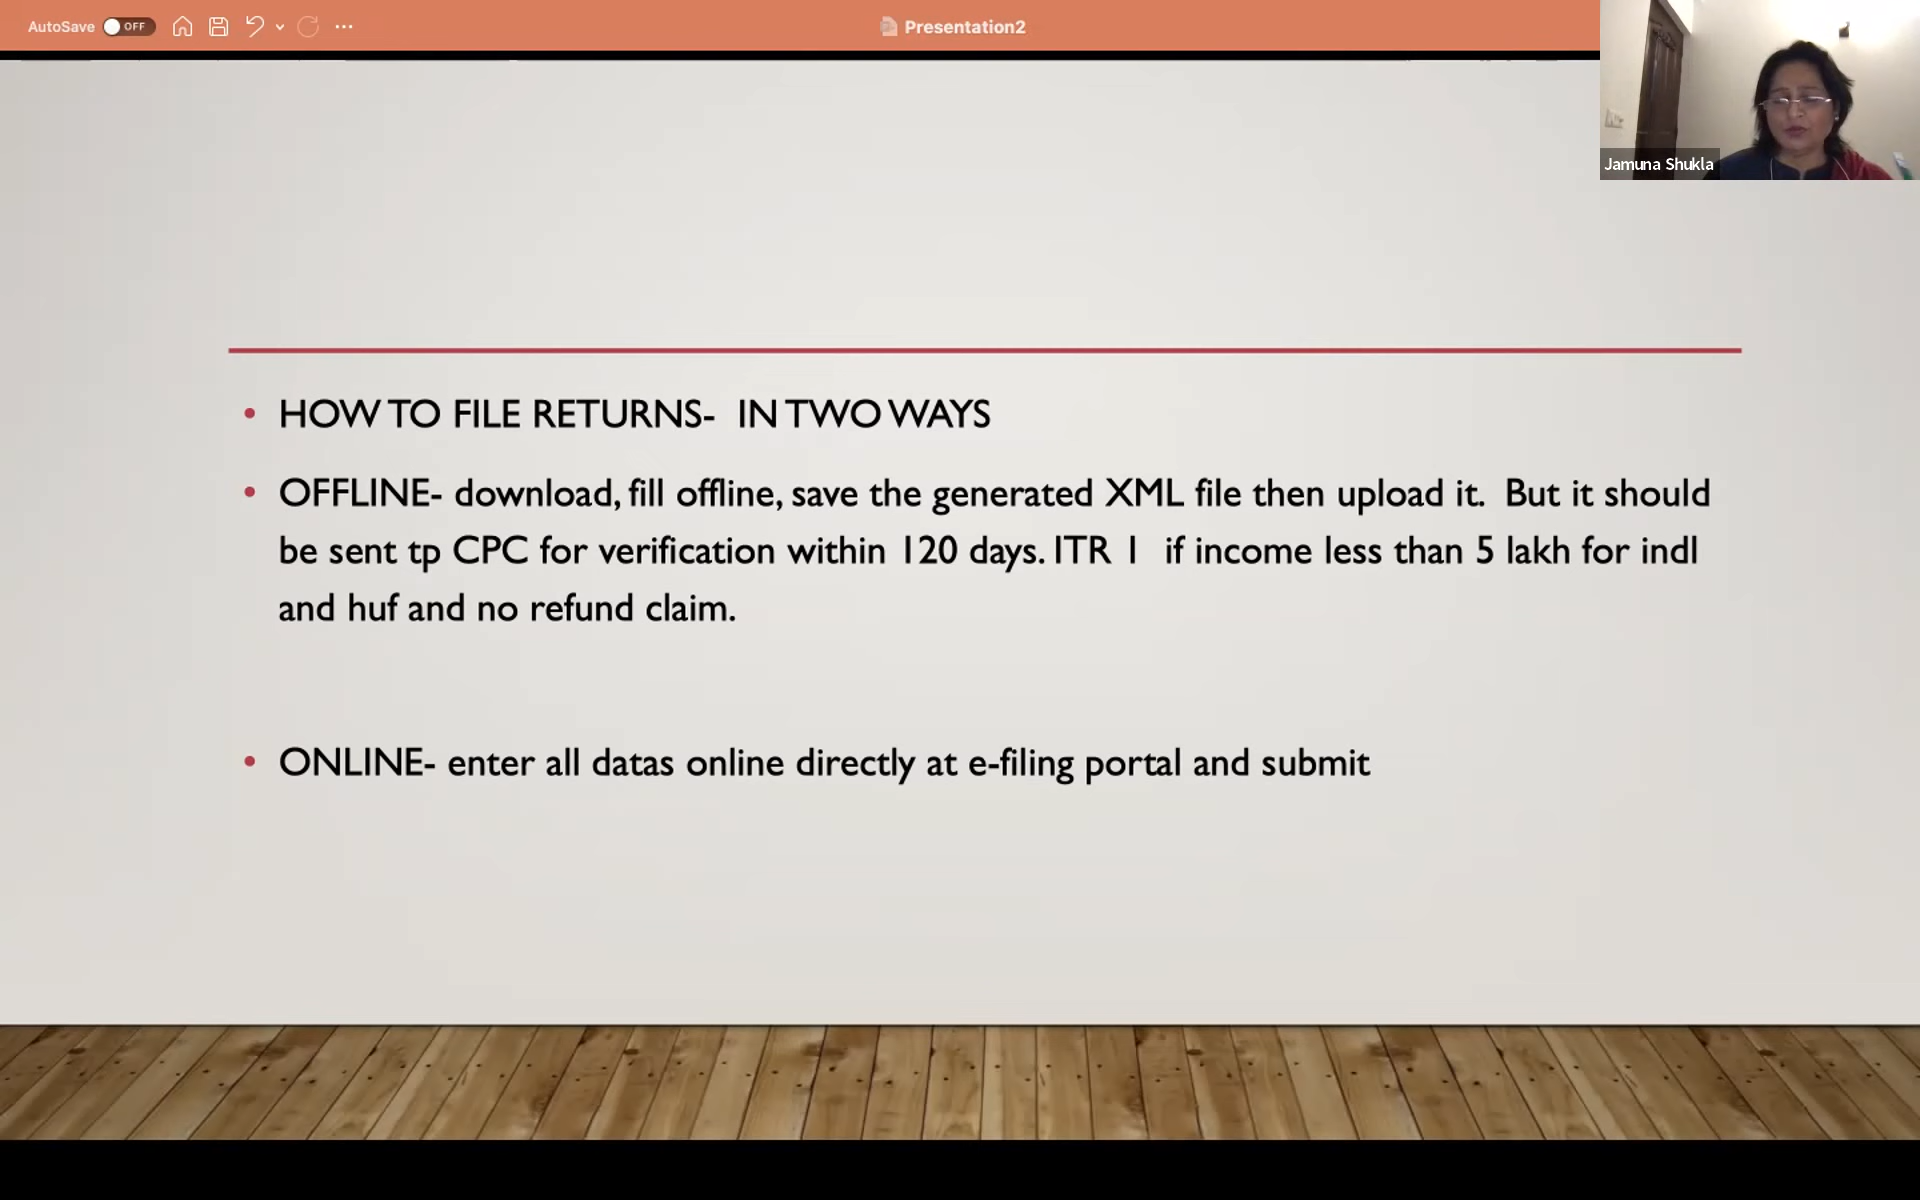 AutoSave OFF
Presentation2
Jamuna Shukla
• HOW TO FILE RETURNS- IN TWO WAYS
• OFFLINE- download, fill offline, save the generated XML file then upload it. But it should
be sent tp CPC for verification within 120 days. ITR 1 if income less than 5 lakh for indl
and huf and no refund claim.
• ONLINE- enter all datas online directly at e-filing portal and submit